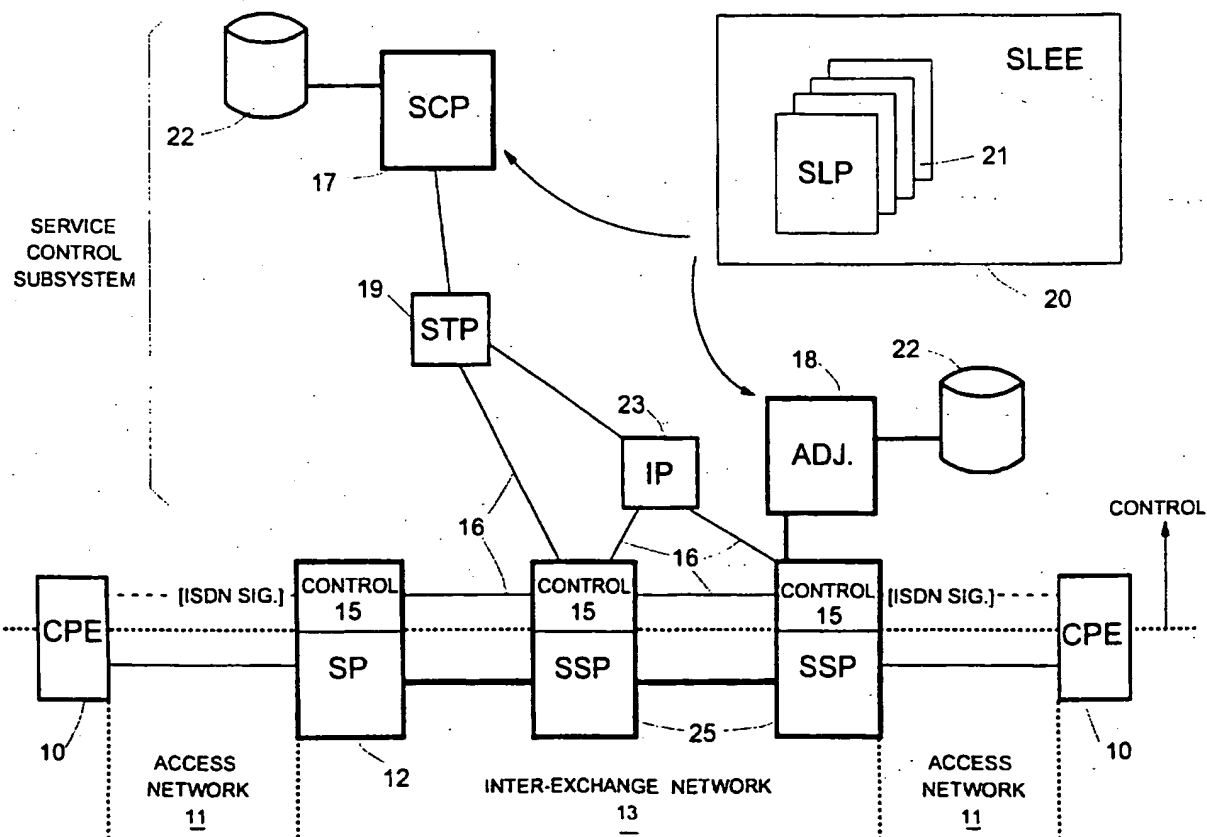 SCP
22
17
SLEE
SLP
21
20
SERVICE
CONTROL
SUBSYSTEM
19
STP
18
22
23
IP
ADJ.
CONTROL
16
16
CONTROL
15
CONTROL
15
CONTROL
15
[ISDN SIG.]
[ISDN SIG.]
CPE
SP
SSP
SSP
CPE
10
12
25
10
ACCESS
NETWORK
11
INTER-EXCHANGE NETWORK
13
ACCESS
NETWORK
11